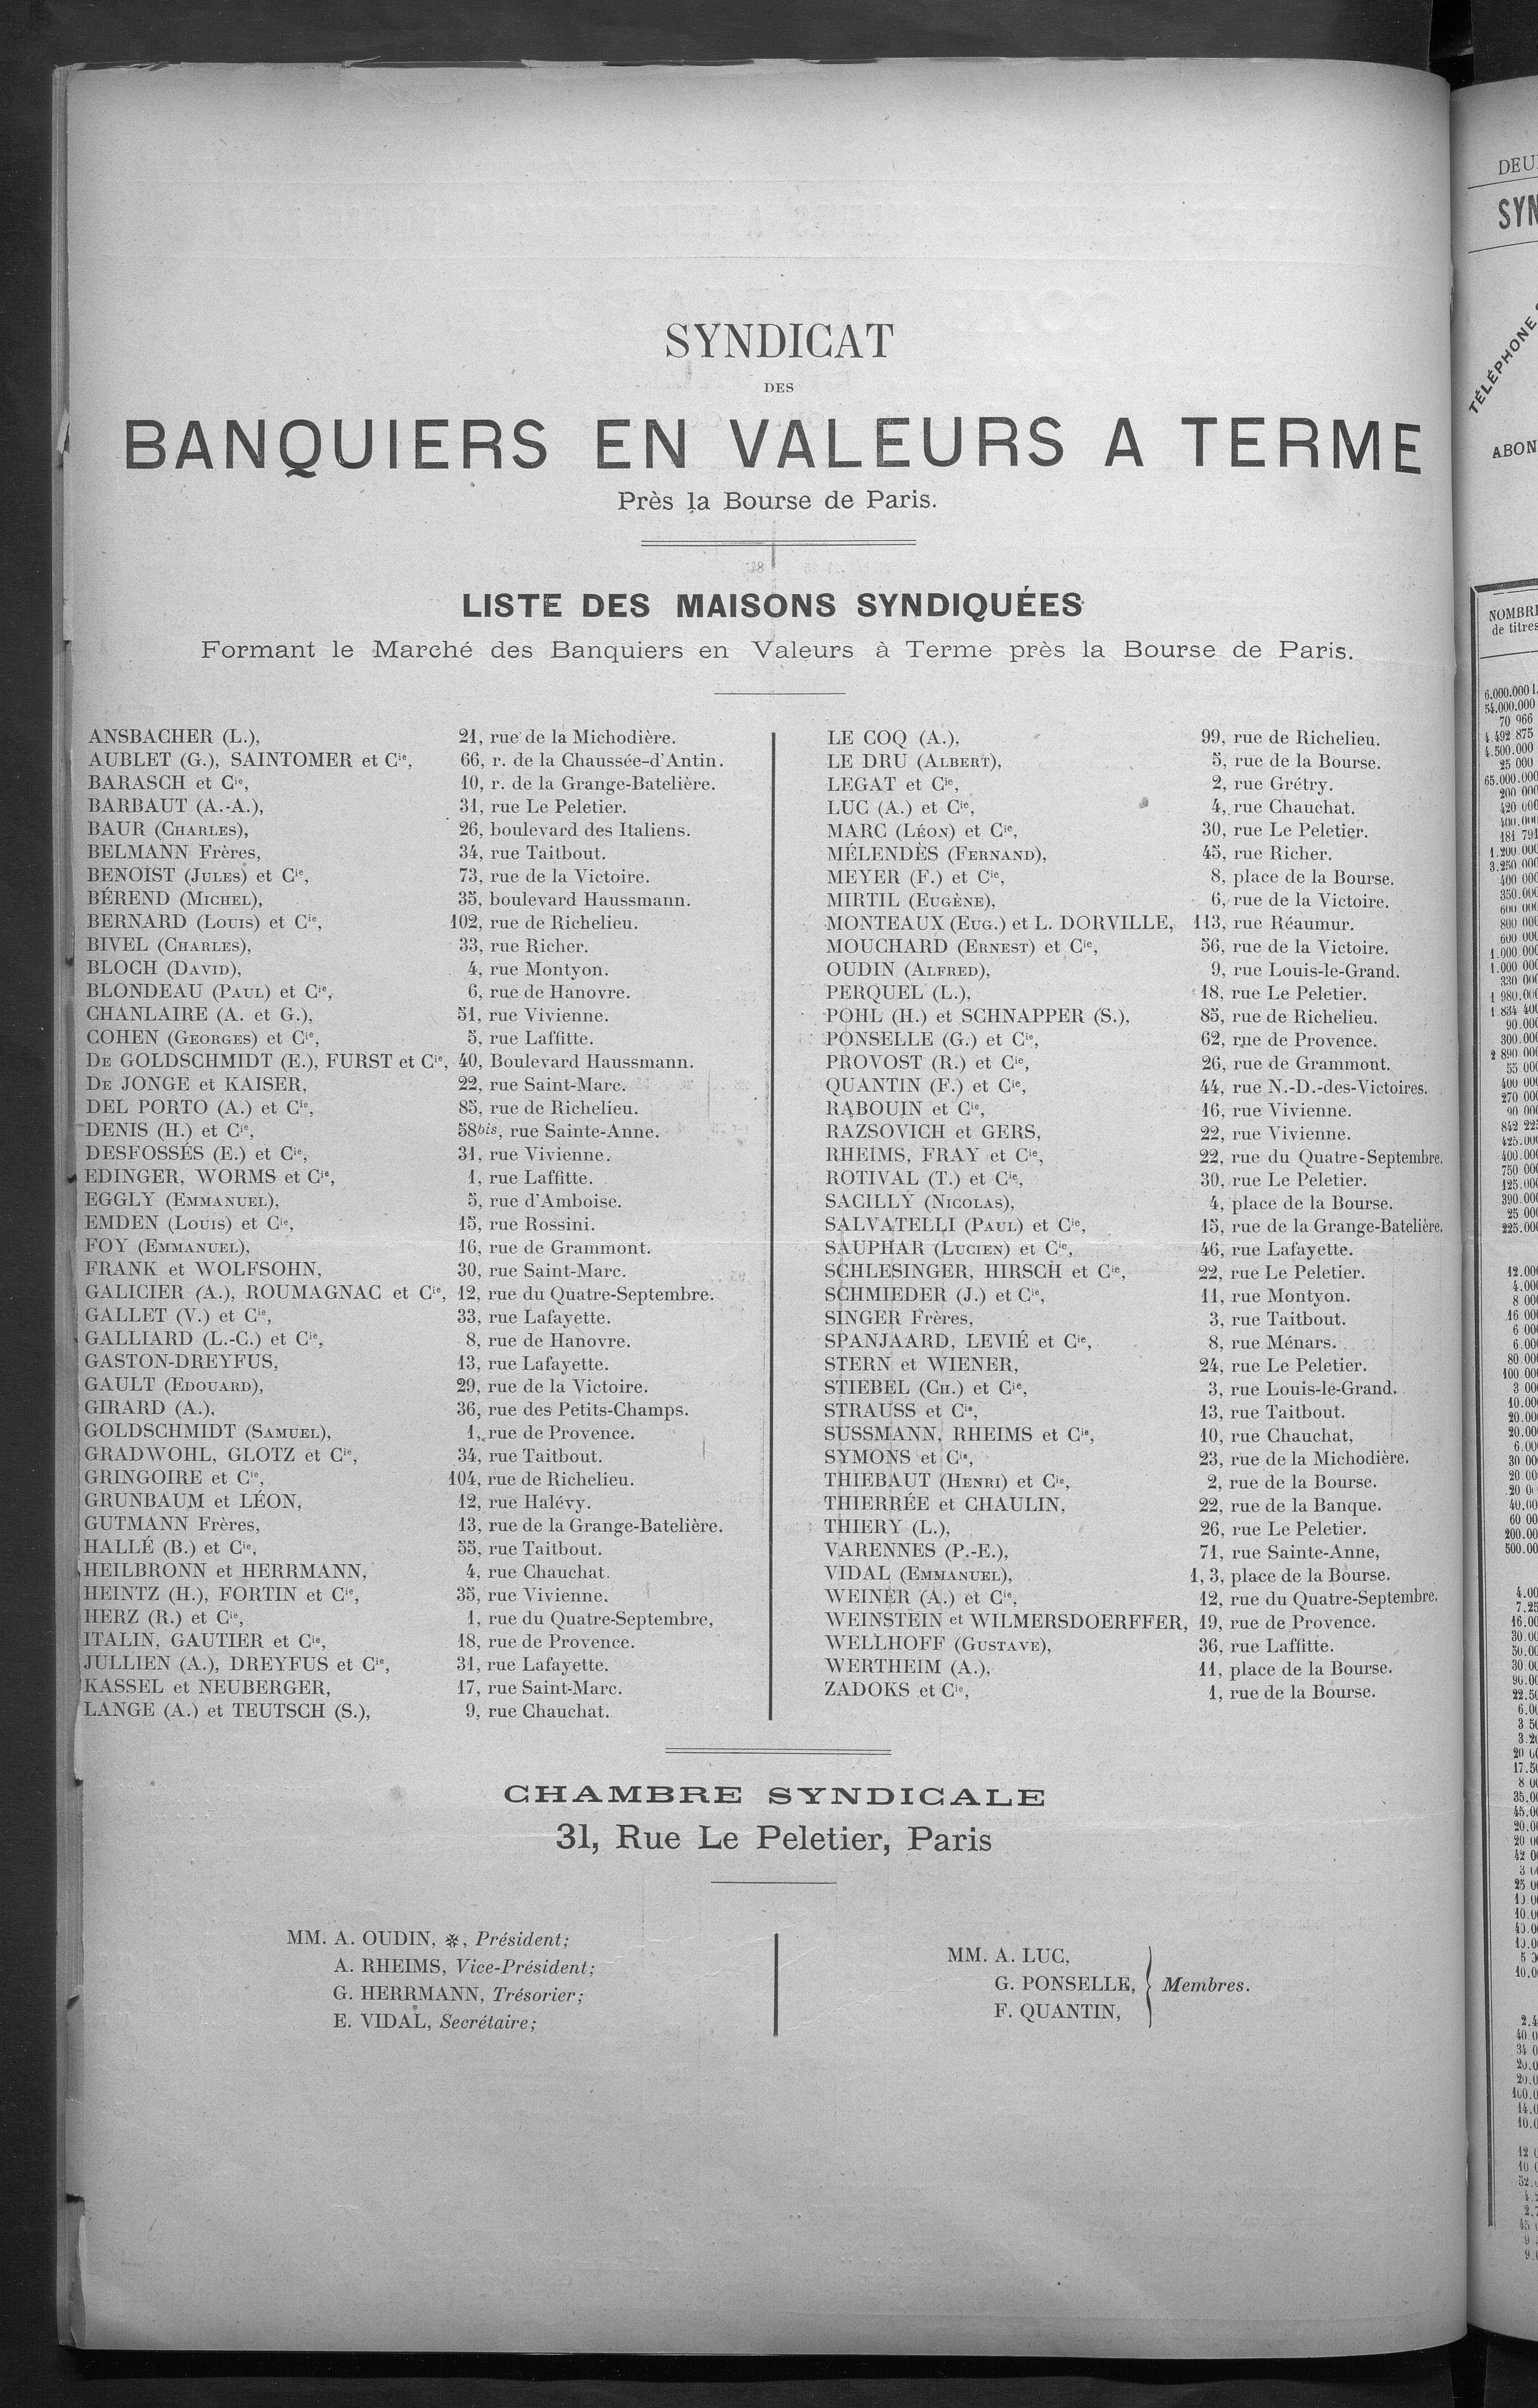 SYNDICAT
DES
BANQUIERS EN VALEURS A TERME
Près la Bourse de Paris.
LISTE DES MAISONS SYNDIQUÉES
Formant le Marché des Banquiers en Valeurs à Terme près la Bourse de Paris.
ANSBACHER (L.), 21, rue de la Michodière.
AUBLET (G.), SAINTOMER et Cie, 66, r. de la Chaussée-d'Antin.
BARASCH et Cie, 10, r. de la Grange-Batelière.
BARBAUT (A.-A.), 31, rue Le Peletier.
BAUR (CHARLES), 26, boulevard des Italiens.
BELMANN Frères, 34, rue Taitbout.
BENOIST (JULES) et Cie, 73, rue de la Victoire.
BÉREND (MICHEL), 35, boulevard Haussmann.
BERNARD (LOUIS) et Cie, 102, rue de Richelieu.
BIVEL (CHARLES), 33, rue Richer.
BLOCH (DAVID), 4, rue Montyon.
BLONDEAU (PAUL) et Cie, 6, rue de Hanovre.
CHANLAIRE (A. et G.), 51, rue Vivienne.
COHEN (GEORGES) et Cie, 5, rue Laffitte.
DE GOLDSCHMIDT (E.), FURST et Cie, 40, Boulevard Haussmann.
DE JONGE et KAISER, 22, rue Saint-Marc.
DEL PORTO (A.) et Cie, 85, rue de Richelieu.
DENIS (H.) et Cie, 58bis, rue Sainte-Anne.
DESFOSSÉS (E.) et Cie, 31, rue Vivienne.
EDINGER, WORMS et Cie, 1, rue Laffitte.
EGGLY (EMMANUEL), 5, rue d'Amboise.
EMDEN (LOUIS) et Cie, 15, rue Rossini.
FOY (EMMANUEL), 16, rue de Grammont.
FRANK et WOLFSOHN, 30, rue Saint-Marc.
GALICIER (A.), ROUMAGNAC et Cie, 12, rue du Quatre-Septembre.
GALLET (V.) et Cie, 33, rue Lafayette.
GALLIARD (L.-C.) et Cie, 8, rue de Hanovre.
GASTON-DREYFUS, 13, rue Lafayette.
GAULT (EDOUARD), 29, rue de la Victoire.
GIRARD (A.), 36, rue des Petits-Champs.
GOLDSCHMIDT (SAMUEL), 1, rue de Provence.
GRADWOHL, GLOTZ et Cie, 34, rue Taitbout.
GRINGOIRE et Cie, 104, rue de Richelieu.
GRUNBAUM et LÉON, 12, rue Halévy.
GUTMANN Frères, 13, rue de la Grange-Batelière.
HALLÉ (B.) et Cie, 55, rue Taitbout.
HEILBRONN et HERRMANN, 4, rue Chauchat.
HEINTZ (H.), FORTIN et Cie, 35, rue Vivienne.
HERZ (R.) et Cie, 1, rue du Quatre-Septembre,
ITALIN, GAUTIER et Cie, 18, rue de Provence.
JULLIEN (A.), DREYFUS et Cie, 31, rue Lafayette.
KASSEL et NEUBERGER, 17, rue Saint-Marc.
LANGE (A.) et TEUTSCH (S.), 9, rue Chauchat.
LE COQ (A.), 99, rue de Richelieu.
LE DRU (ALBERT), 5, rue de la Bourse.
LEGAT et Cie, 2, rue Grétry.
LUC (A.) et Cie, 4, rue Chauchat.
MARC (LÉON) et Cie, 30, rue Le Peletier.
MÉLENDÈS (FERNAND), 45, rue Richer.
MEYER (F.) et Cie, 8, place de la Bourse.
MIRTIL (EUGÈNE), 6, rue de la Victoire.
MONTEAUX (EUG.) et L. DORVILLE, 113, rue Réaumur.
MOUCHARD (ERNEST) et Cie, 56, rue de la Victoire.
OUDIN (ALFRED), 9, rue Louis-le-Grand.
PERQUEL (L.), 18, rue Le Peletier.
POHL (H.) et SCHNAPPER (S.), 85, rue de Richelieu.
PONSELLE (G.) et Cie, 62, rue de Provence.
PROVOST (R.) et Cie, 26, rue de Grammont.
QUANTIN (F.) et Cie, 44, rue N.-D.-des-Victoires.
RABOUIN et Cie, 16, rue Vivienne.
RAZSOVICH et GERS, 22, rue Vivienne.
RHEIMS, FRAY et Cie, 22, rue du Quatre-Septembre.
ROTIVAL (T.) et Cie, 30, rue Le Peletier.
SACILLY (NICOLAS), 4, place de la Bourse.
SALVATELLI (PAUL) et Cie, 15, rue de la Grange-Batelière.
SAUPHAR (LUCIEN) et Cie, 46, rue Lafayette.
SCHLESINGER, HIRSCH et Cie, 22, rue Le Peletier.
SCHMIEDER (J.) et Cie, 11, rue Montyon.
SINGER Frères, 3, rue Taitbout.
SPANJAARD, LEVIÉ et Cie, 8, rue Ménars.
STERN et WIENER, 24, rue Le Peletier.
STIEBEL (CH.) et Cie, 3, rue Louis-le-Grand.
STRAUSS et Cie, 13, rue Taitbout.
SUSSMANN, RHEIMS et Cie, 10, rue Chauchat,
SYMONS et Cie, 23, rue de la Michodière.
THIEBAUT (HENRI) et Cie, 2, rue de la Bourse.
THIERRÉE et CHAULIN, 22, rue de la Banque.
THIERY (L.), 26, rue Le Peletier.
VARENNES (P.-E.), 71, rue Sainte-Anne,
VIDAL (EMMANUEL), 1, 3, place de la Bourse.
WEINER (A.) et Cie, 12, rue du Quatre-Septembre.
WEINSTEIN et WILMERSDOERFFER, 19, rue de Provence.
WELLHOFF (GUSTAVE), 36, rue Laffitte.
WERTHEIM (A.), 11, place de la Bourse.
ZADOKS et Cie, 1, rue de la Bourse.
CHAMBRE SYNDICALE
31, Rue Le Peletier, Paris
MM. A. OUDIN, ✻, Président;
A. RHEIMS, Vice-Président;
G. HERRMANN, Trésorier;
E. VIDAL, Secrétaire;
MM. A. LUC,
G. PONSELLE, Membres.
F. QUANTIN,
TÉLÉPHONE
NOMBRE
de titres